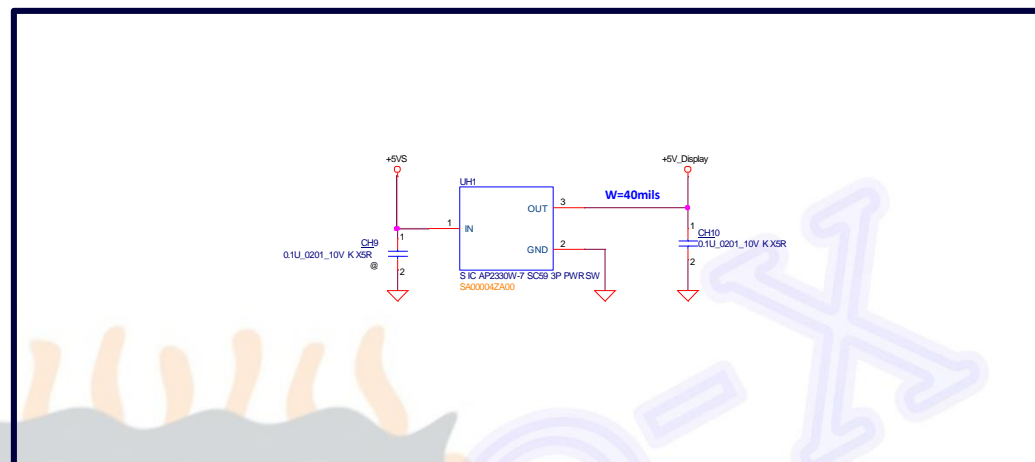 +5VS
+5V_Display
UH1
W=40mils
OUT
3
1
IN
1
CH9
0.1U_0201_10V K X5R
@
2
GND
2
1
CH10
0.1U_0201_10V K X5R
2
S IC AP2330W-7 SC59 3P PWR SW
SA00004ZA00
-X